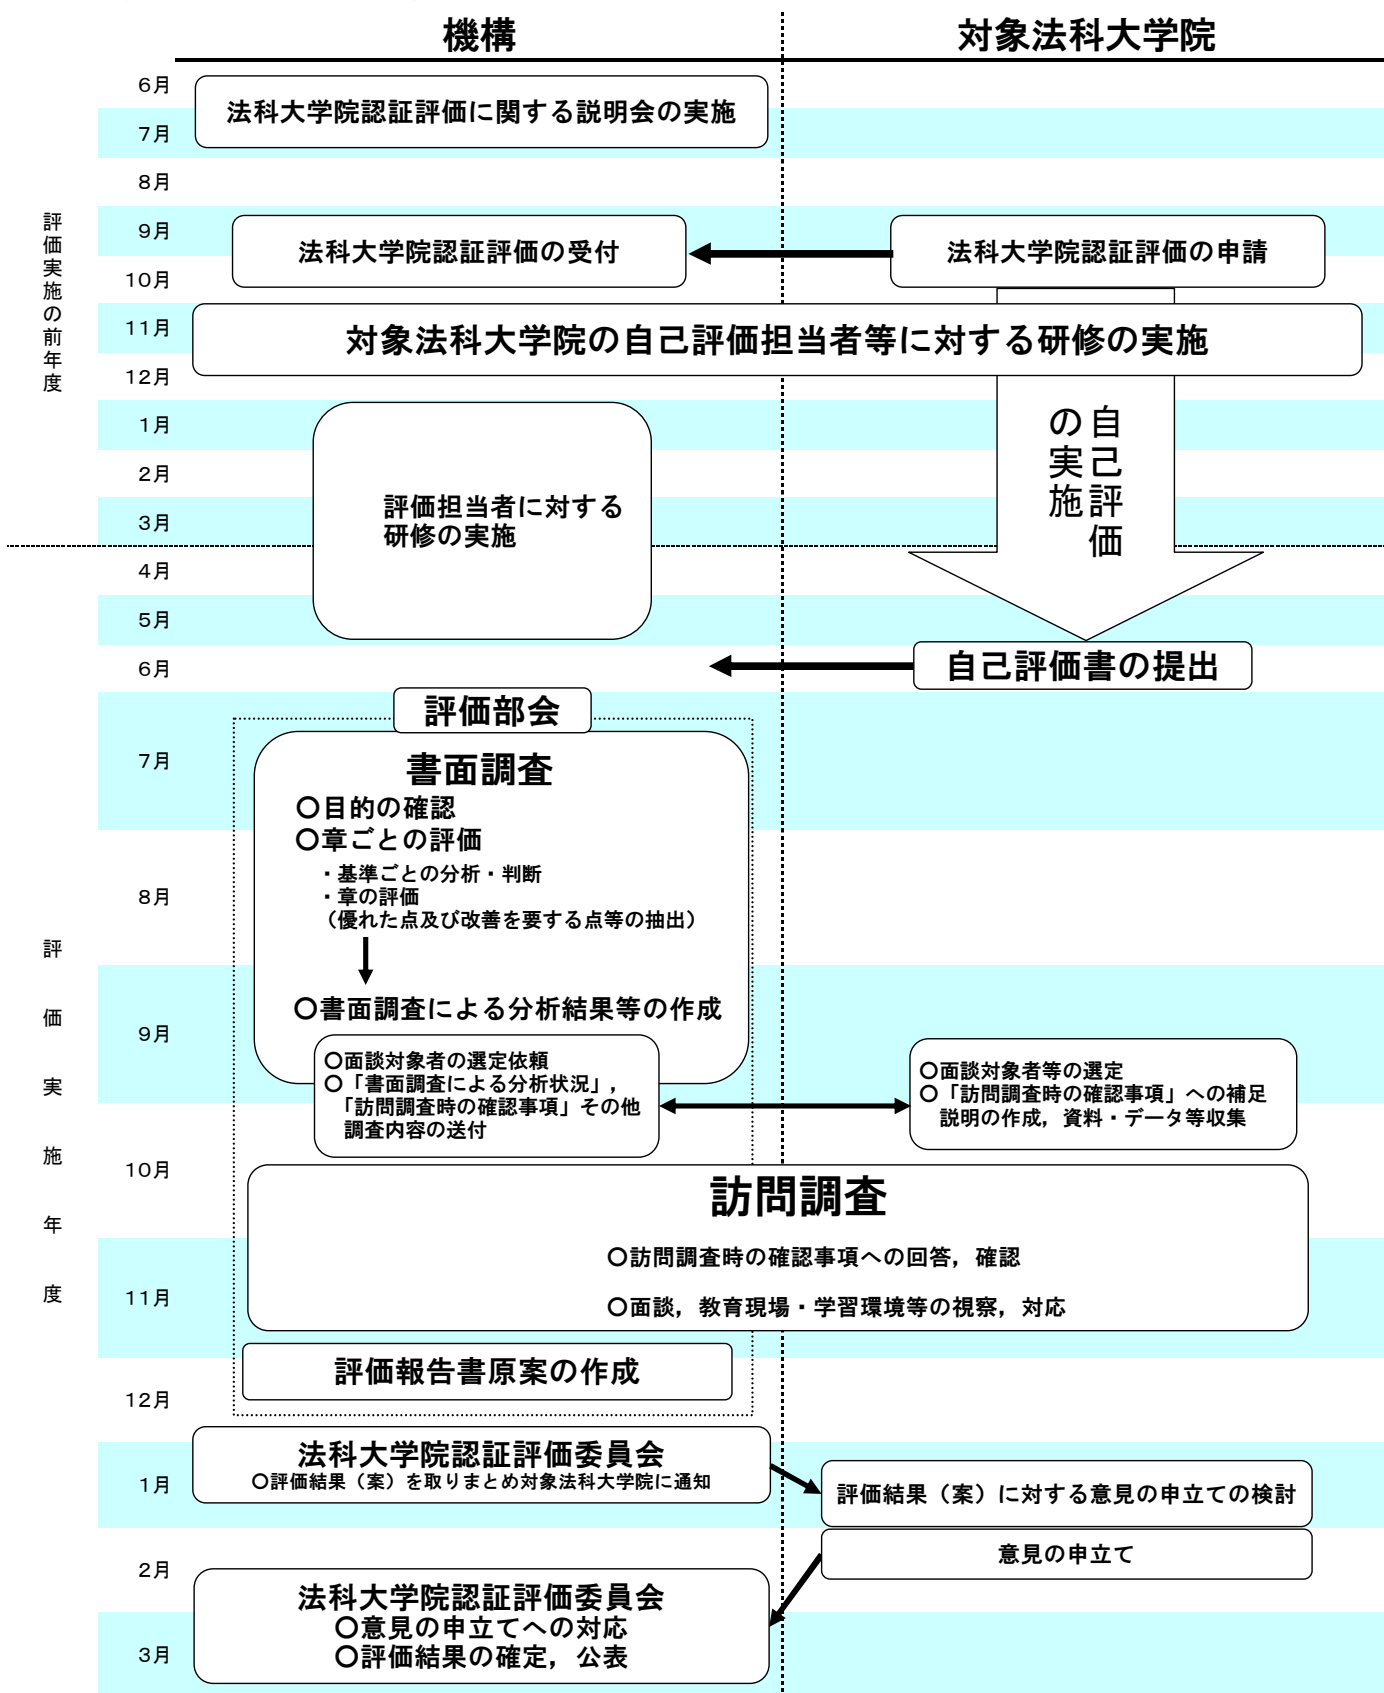 機構
対象法科大学院
評価実施の前年度
6月
法科大学院認証評価に関する説明会の実施
7月
8月
9月
法科大学院認証評価の受付
法科大学院認証評価の申請
10月
11月
対象法科大学院の自己評価担当者等に対する研修の実施
12月
1月
自己評価
の実施
2月
評価担当者に対する
研修の実施
3月
4月
5月
6月
自己評価書の提出
評価実施年度
評価部会
7月
書面調査
○目的の確認
○章ごとの評価
・基準ごとの分析・判断
・章の評価
（優れた点及び改善を要する点等の抽出）
8月
○書面調査による分析結果等の作成
9月
○面談対象者の選定依頼
○「書面調査による分析状況」，
「訪問調査時の確認事項」その他
調査内容の送付
○面談対象者等の選定
○「訪問調査時の確認事項」への補足
説明の作成，資料・データ等収集
10月
訪問調査
○訪問調査時の確認事項への回答，確認
11月
○面談，教育現場・学習環境等の視察，対応
評価報告書原案の作成
12月
法科大学院認証評価委員会
○評価結果（案）を取りまとめ対象法科大学院に通知
1月
評価結果（案）に対する意見の申立ての検討
意見の申立て
2月
法科大学院認証評価委員会
○意見の申立てへの対応
○評価結果の確定，公表
3月